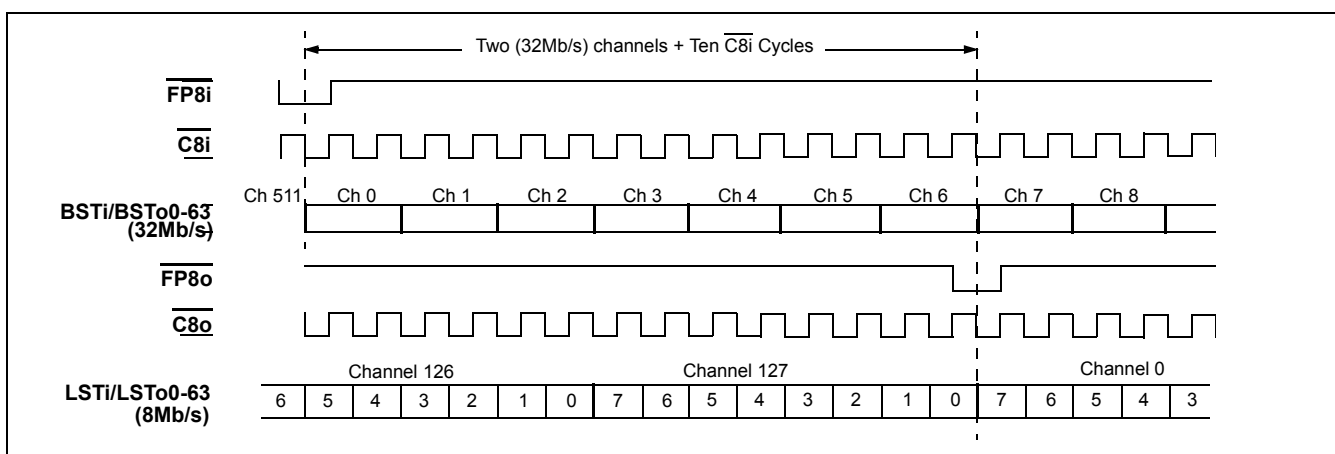 Two (32Mb/s) channels + Ten C8i Cycles
FP8i
C8i
Ch 511 Ch 0 Ch 1 Ch 2 Ch 3 Ch 4 Ch 5 Ch 6 Ch 7 Ch 8
BSTi/BSTo0-63
(32Mb/s)
FP8o
C8o
Channel 126 Channel 127 Channel 0
LSTi/LSTo0-63
(8Mb/s)
6 5 4 3 2 1 0 7 6 5 4 3 2 1 0 7 6 5 4 3